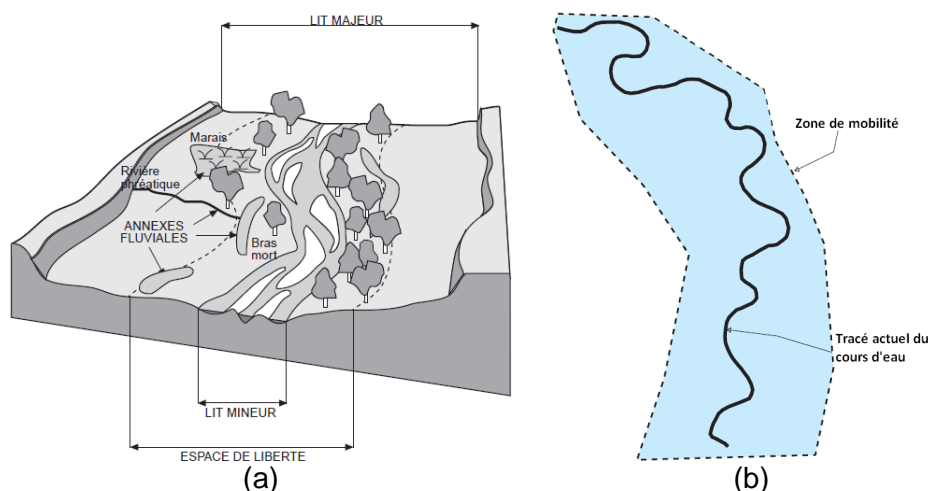 LIT MAJEUR
Marais
Rivière
phréatique
ANNEXES
FLUVIALES
Bras
mort
LIT MINEUR
ESPACE DE LIBERTE
(a)
Zone de mobilité
Tracé actuel du
cours d'eau
(b)